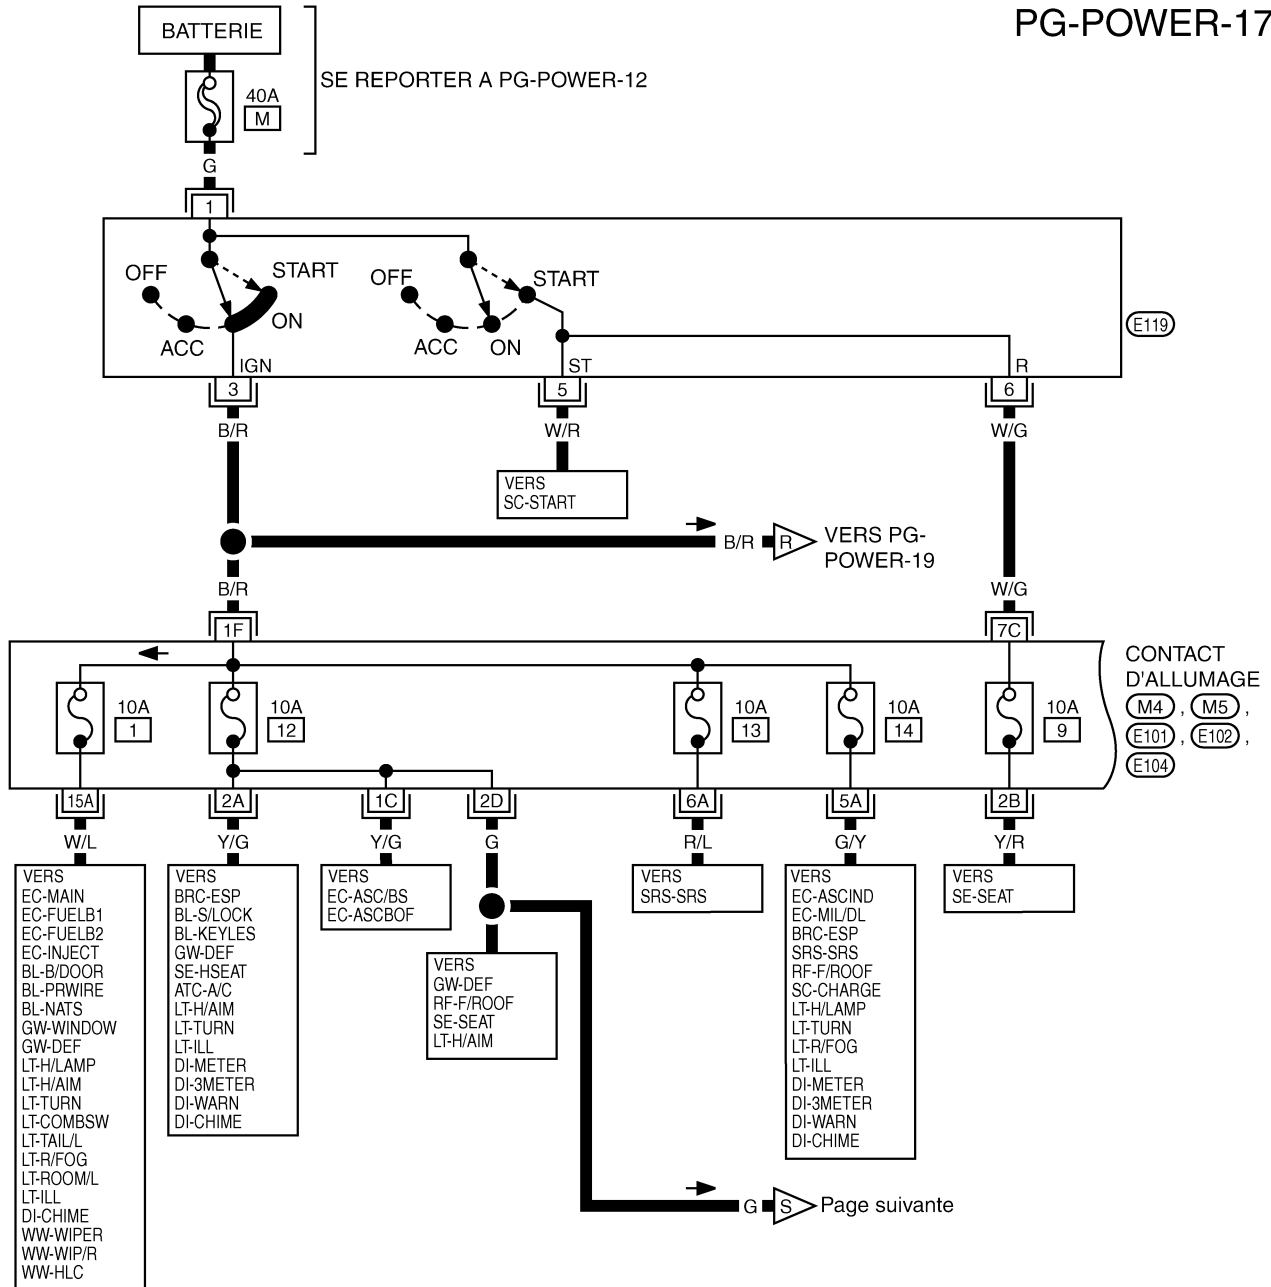 PG-POWER-17
BATTERIE
SE REPORTER A PG-POWER-12
40A
M
G
1
OFF
START
ACC
ON
IGN
OFF
START
ACC
ON
ST
R
E119
3
5
6
B/R
W/R
W/G
VERS
SC-START
B/R
R
VERS PG-
POWER-19
B/R
W/G
1F
7C
CONTACT
D'ALLUMAGE
M4 , M5 ,
E101 , E102 ,
E104
10A
1
10A
12
10A
13
10A
14
10A
9
15A
2A
1C
2D
6A
5A
2B
W/L
Y/G
Y/G
G
R/L
G/Y
Y/R
VERS
EC-MAIN
EC-FUELB1
EC-FUELB2
EC-INJECT
BL-B/DOOR
BL-PRWIRE
BL-NATS
GW-WINDOW
GW-DEF
LT-H/LAMP
LT-H/AIM
LT-TURN
LT-COMBSW
LT-TAIL/L
LT-R/FOG
LT-ROOM/L
LT-ILL
DI-CHIME
WW-WIPER
WW-WIP/R
WW-HLC
VERS
BRC-ESP
BL-S/LOCK
BL-KEYLES
GW-DEF
SE-HSEAT
ATC-A/C
LT-H/AIM
LT-TURN
LT-ILL
DI-METER
DI-3METER
DI-WARN
DI-CHIME
VERS
EC-ASC/BS
EC-ASCBOF
VERS
GW-DEF
RF-F/ROOF
SE-SEAT
LT-H/AIM
VERS
SRS-SRS
VERS
EC-ASCIND
EC-MIL/DL
BRC-ESP
SRS-SRS
RF-F/ROOF
SC-CHARGE
LT-H/LAMP
LT-TURN
LT-R/FOG
LT-ILL
DI-METER
DI-3METER
DI-WARN
DI-CHIME
VERS
SE-SEAT
G
S
Page suivante